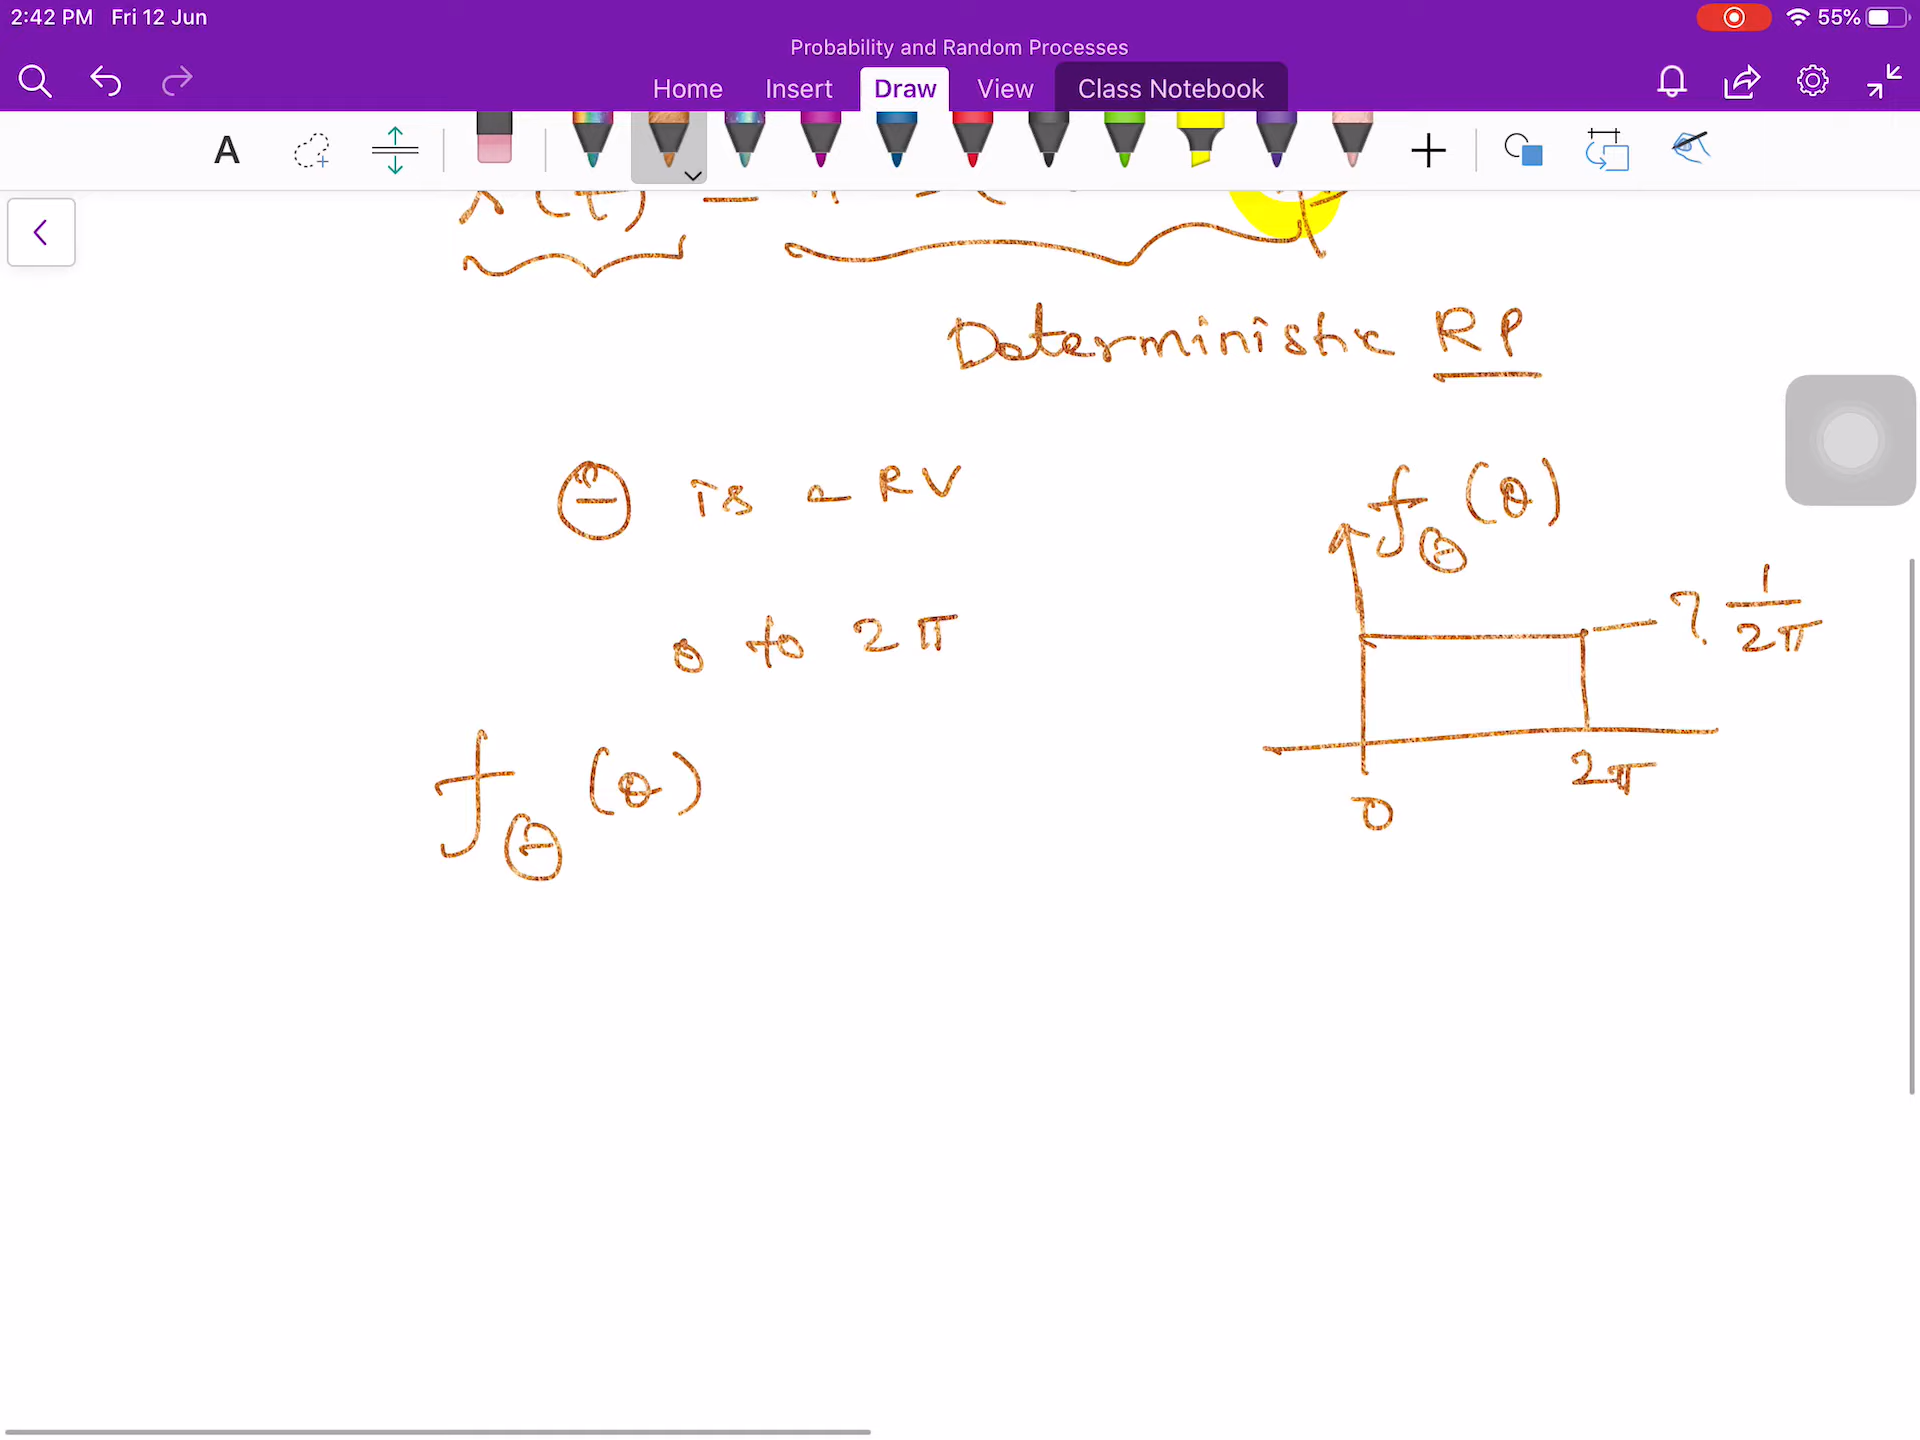 2:42 PM Fri 12 Jun 55%
Probability and Random Processes
Home Insert Draw View Class Notebook
A
(t) =
Deterministic RP
Θ is a RV
f_Θ(θ)
0 to 2π
? 1/2π
f_Θ (θ)
2π
0